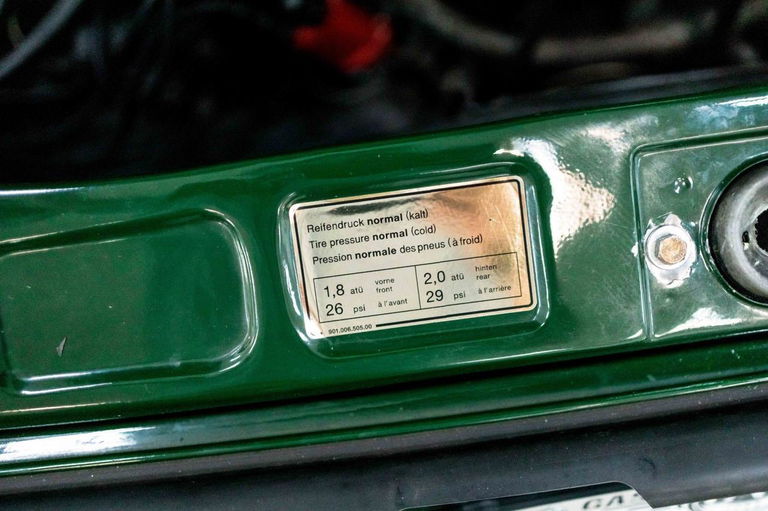 Reifendruck normal (kalt)
Tire pressure normal (cold)
Pression normale des pneus (à froid)
1,8 atü vorne front
26 psi à l'avant
2,0 atü hinten rear
29 psi à l'arrière
901.006.505.00